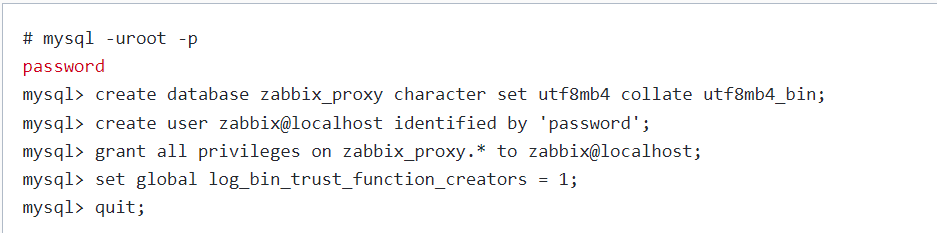 # mysql -uroot -p
password
mysql> create database zabbix_proxy character set utf8mb4 collate utf8mb4_bin;
mysql> create user zabbix@localhost identified by 'password';
mysql> grant all privileges on zabbix_proxy.* to zabbix@localhost;
mysql> set global log_bin_trust_function_creators = 1;
mysql> quit;